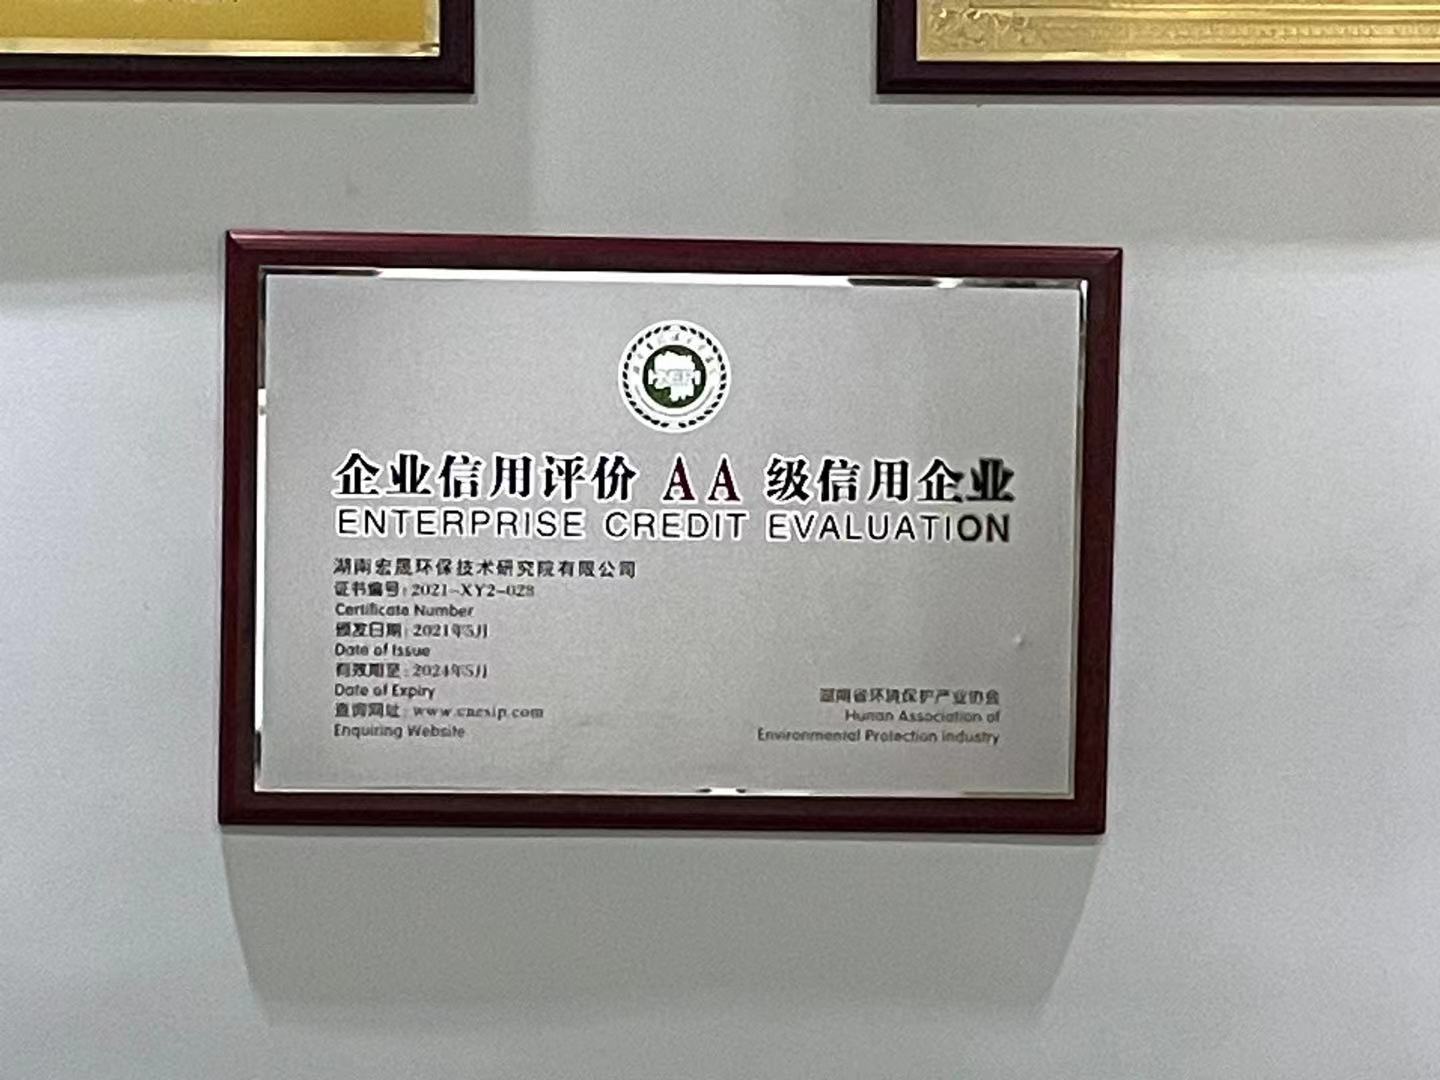 企业信用评价 AA 级信用企业
ENTERPRISE CREDIT EVALUATION
湖南宏晟环保技术研究院有限公司
证书编号：2021-XY2-028
Certificate Number
颁发日期：2021年5月
Date of Issue
有效期至：2024年5月
Date of Expiry
查询网址：www.cnesip.com
Enquiring Website
湖南省环境保护产业协会
Hunan Association of
Environmental Protection Industry